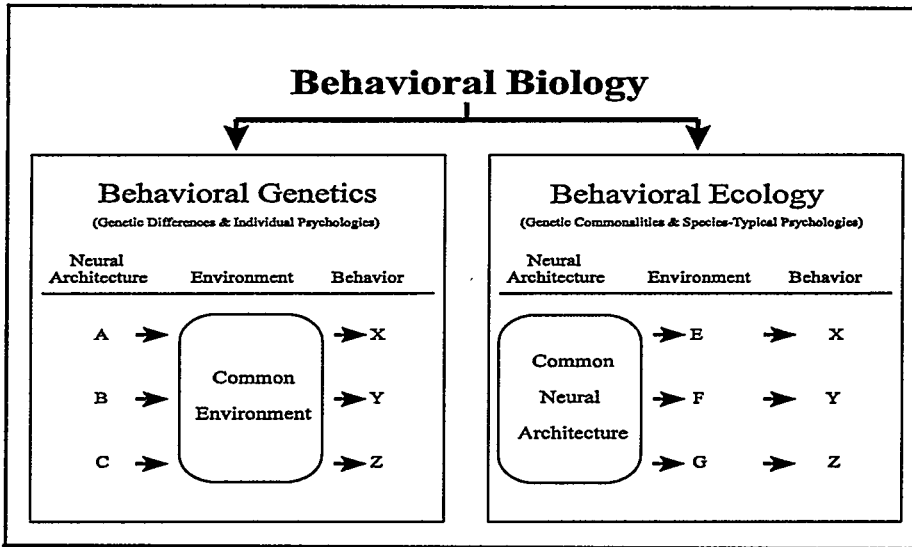 Behavioral Biology
Behavioral Genetics
(Genetic Differences & Individual Psychologies)
Neural
Architecture Environment Behavior
A X
Common
B Y
Environment
C Z
Behavioral Ecology
(Genetic Commonalities & Species-Typical Psychologies)
Neural
Architecture Environment Behavior
E X
Common
Neural F Y
Architecture
G Z